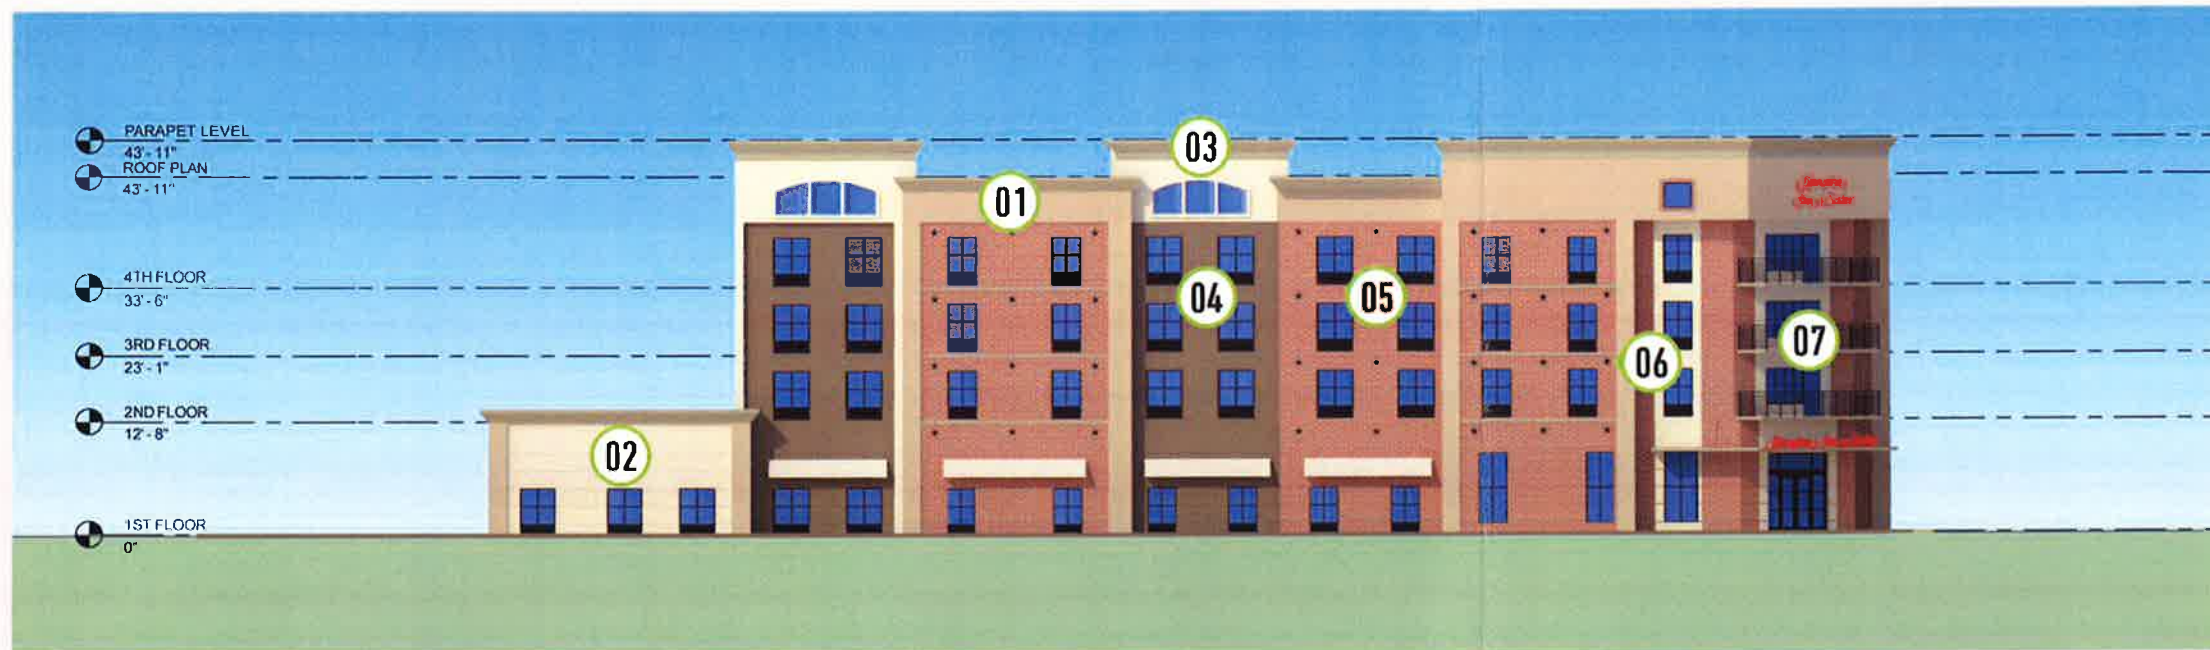 PARAPET LEVEL
43' - 11"
ROOF PLAN
43' - 11"
4TH FLOOR
33' - 6"
3RD FLOOR
23' - 1"
2ND FLOOR
12' - 8"
1ST FLOOR
0"
01
02
03
04
05
06
07